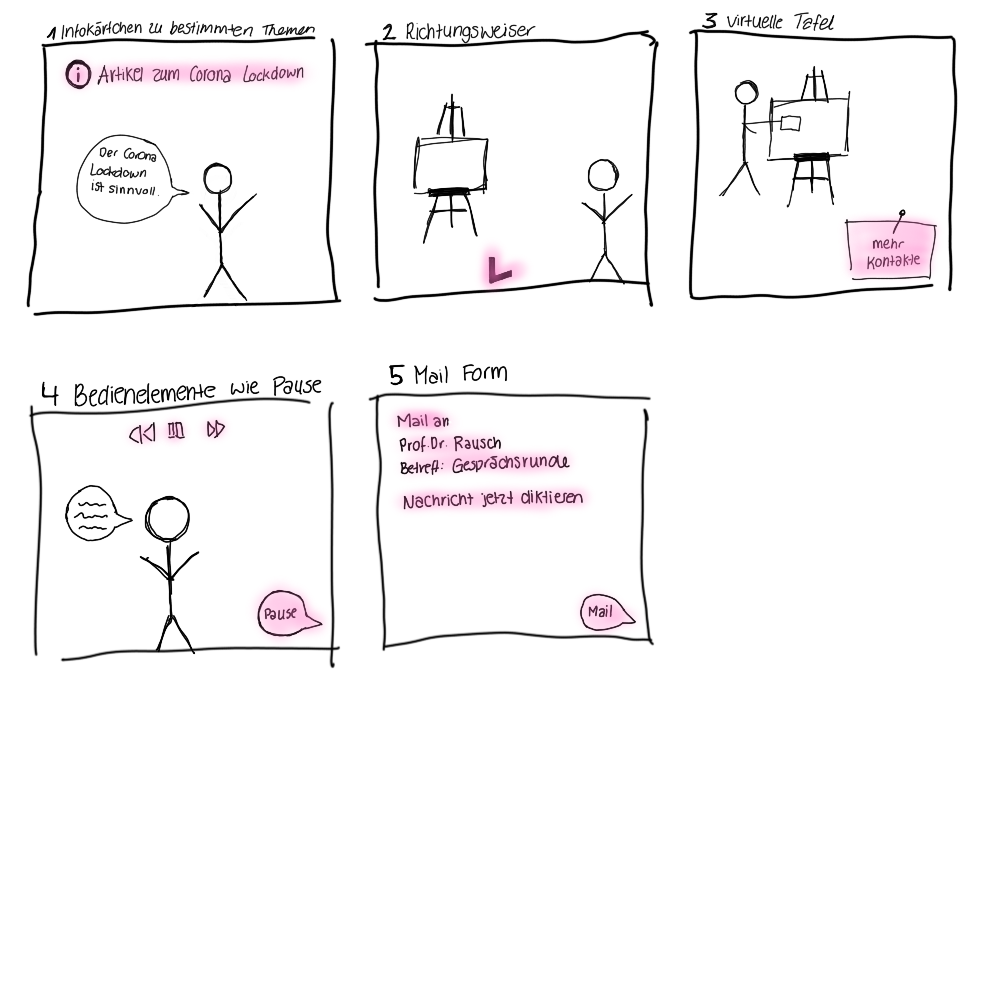 1 Infokärtchen zu bestimmten Themen
i Artikel zum Corona Lockdown
Der Corona
Lockdown
ist sinnvoll.
2 Richtungsweiser
3 Virtuelle Tafel
mehr
Kontakte
4 Bedienelemente wie Pause
Pause
5 Mail Form
Mail an
Prof. Dr. Rausch
Betreff: Gesprächsrunde
Nachricht jetzt diktieren
Mail